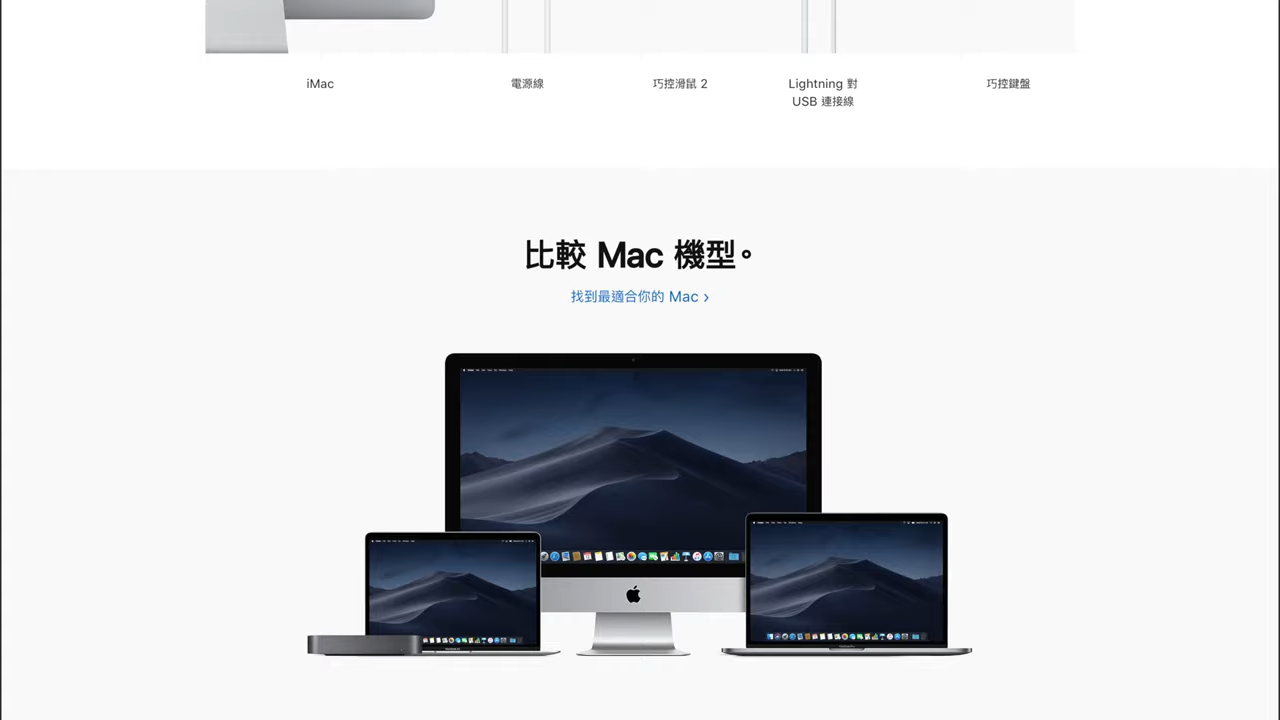 iMac
電源線
巧控滑鼠 2
Lightning 對
USB 連接線
巧控鍵盤
比較 Mac 機型。
找到最適合你的 Mac ›